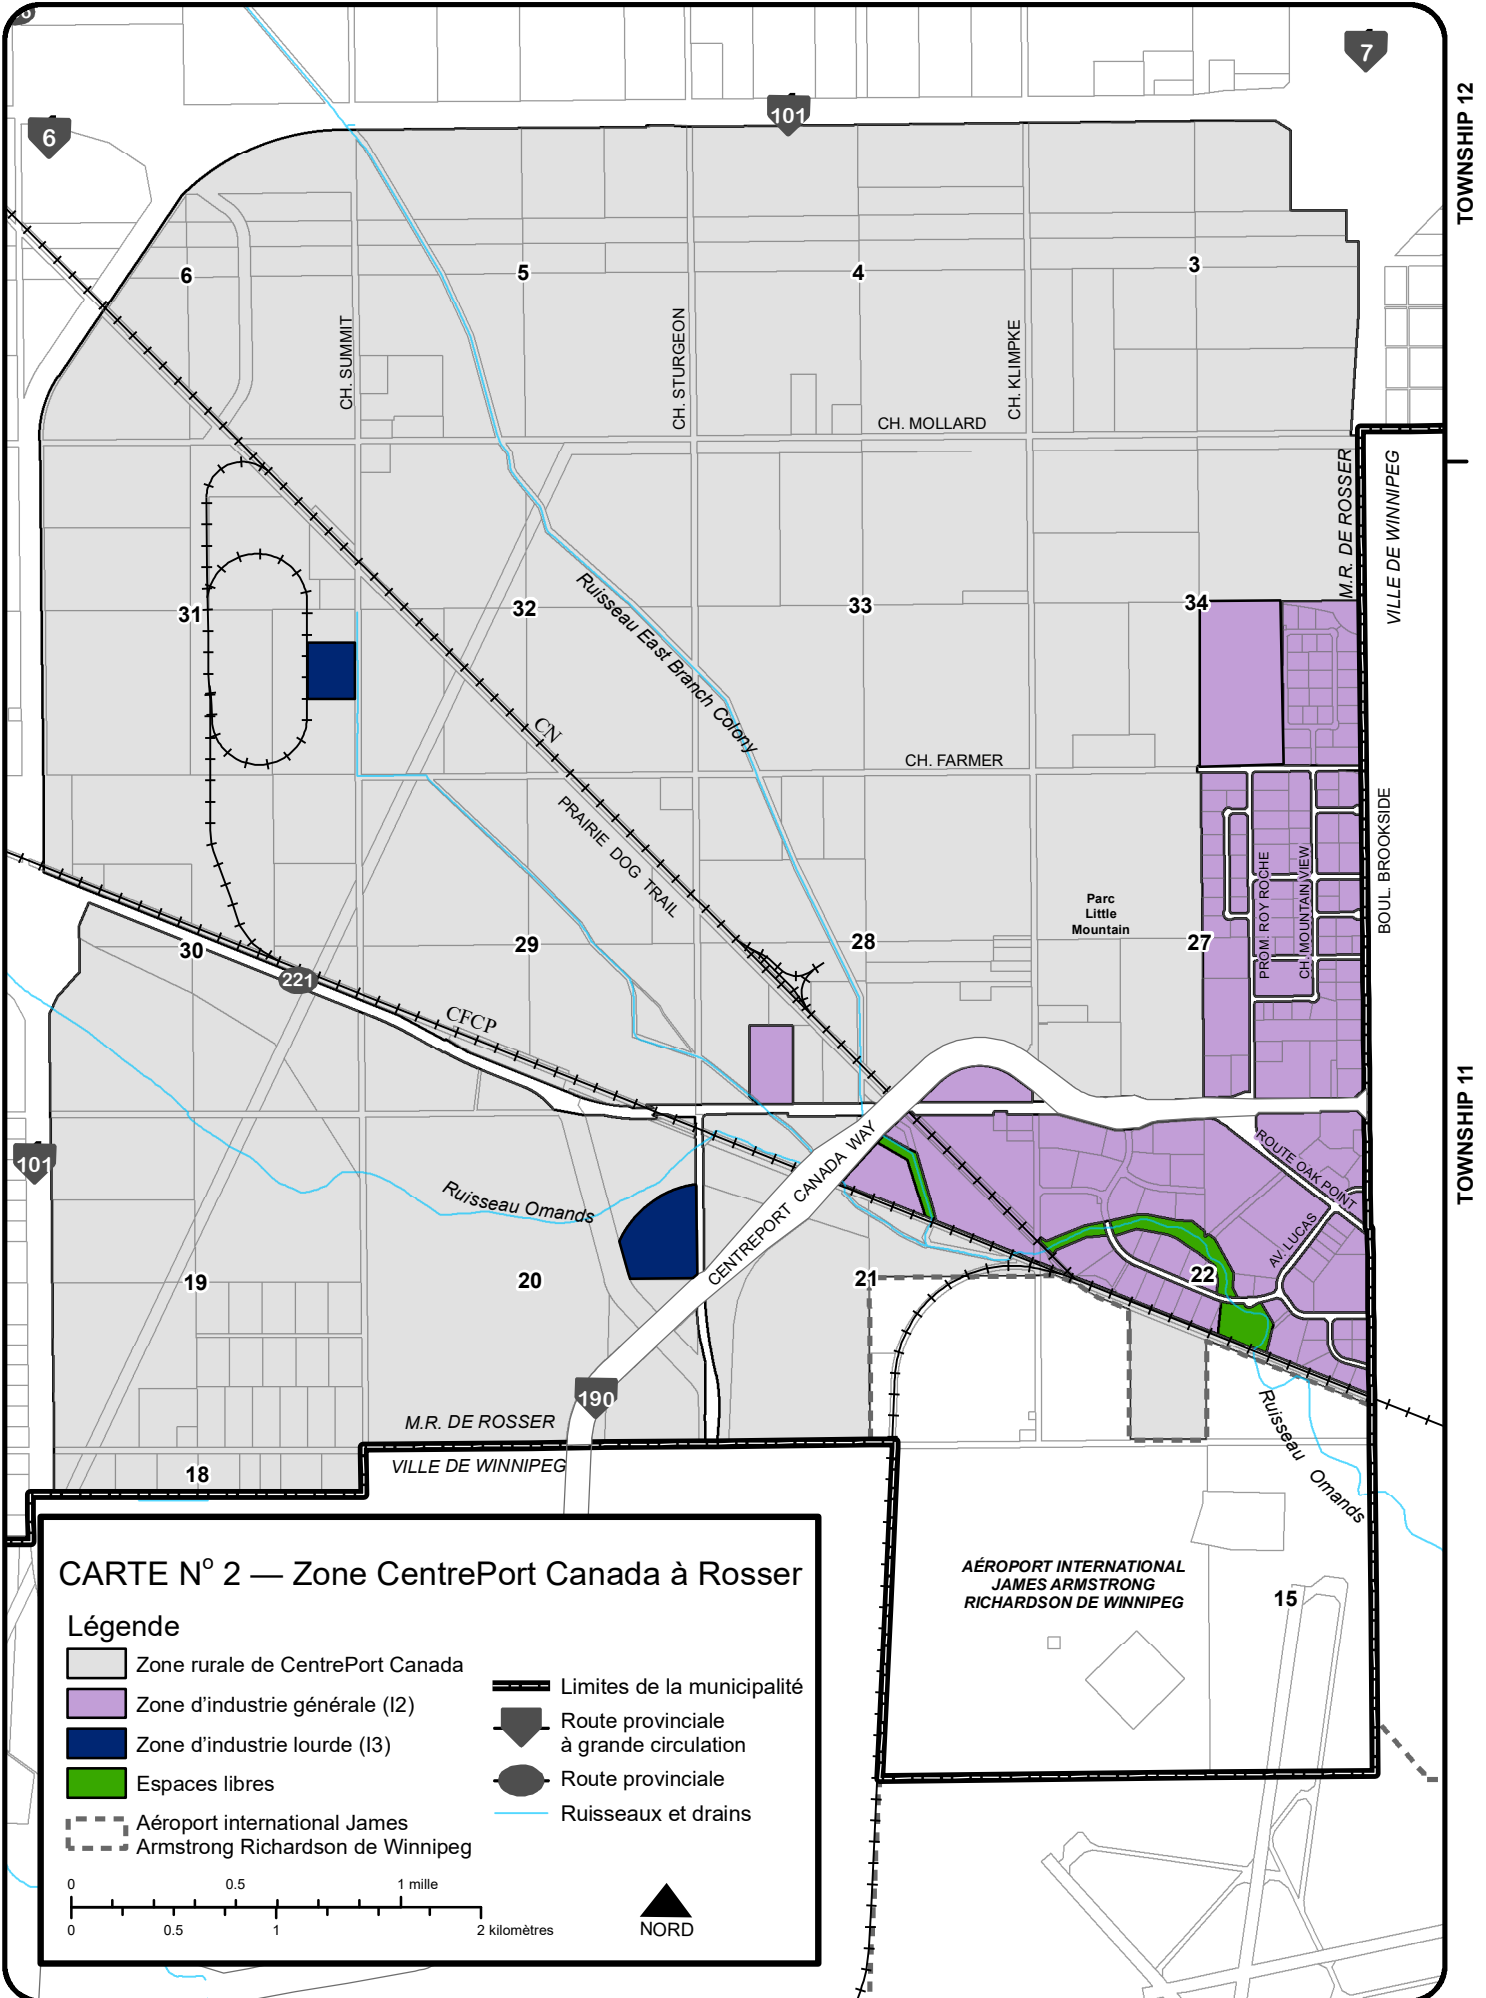 7
101
6
TOWNSHIP 12
6
5
4
3
CH. SUMMIT
CH. STURGEON
CH. KLIMPKE
CH. MOLLARD
M.R. DE ROSSER
VILLE DE WINNIPEG
31
32
33
34
Ruisseau East Branch Colony
CN
CH. FARMER
PRAIRIE DOG TRAIL
BOUL. BROOKSIDE
PROM. ROY ROCHE
CH. MOUNTAIN VIEW
Parc
Little
Mountain
30
29
28
27
221
CFCP
TOWNSHIP 11
101
CENTREPORT CANADA WAY
ROUTE OAK POINT
AV. LUCAS
Ruisseau Omands
19
20
21
22
190
M.R. DE ROSSER
VILLE DE WINNIPEG
18
Ruisseau Omands
AÉROPORT INTERNATIONAL
JAMES ARMSTRONG
RICHARDSON DE WINNIPEG
15
CARTE Nº 2 — Zone CentrePort Canada à Rosser
Légende
Zone rurale de CentrePort Canada
Zone d'industrie générale (I2)
Zone d'industrie lourde (I3)
Espaces libres
Aéroport international James
Armstrong Richardson de Winnipeg
Limites de la municipalité
Route provinciale
à grande circulation
Route provinciale
Ruisseaux et drains
0 0.5 1 mille
0 0.5 1 2 kilomètres
NORD